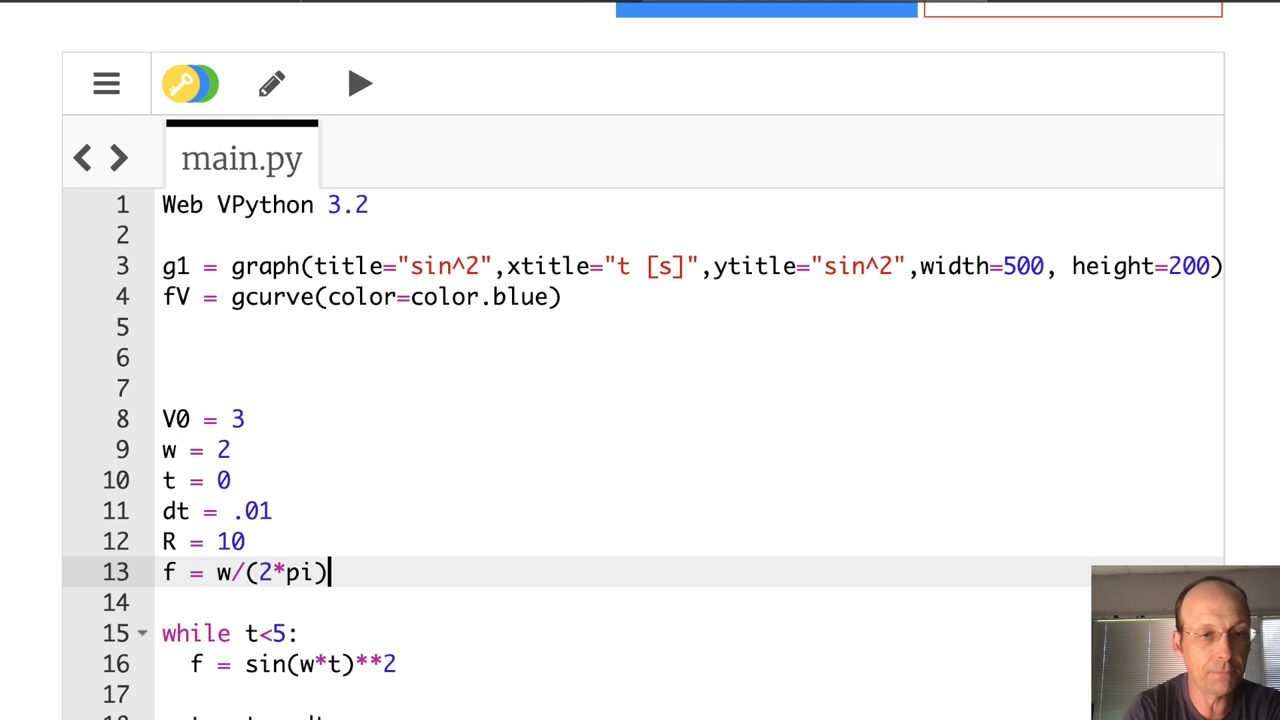 main.py
1 Web VPython 3.2
2
3 g1 = graph(title="sin^2",xtitle="t [s]",ytitle="sin^2",width=500, height=200)
4 fV = gcurve(color=color.blue)
5
6
7
8 V0 = 3
9 w = 2
10 t = 0
11 dt = .01
12 R = 10
13 f = w/(2*pi)
14
15 while t<5:
16 f = sin(w*t)**2
17